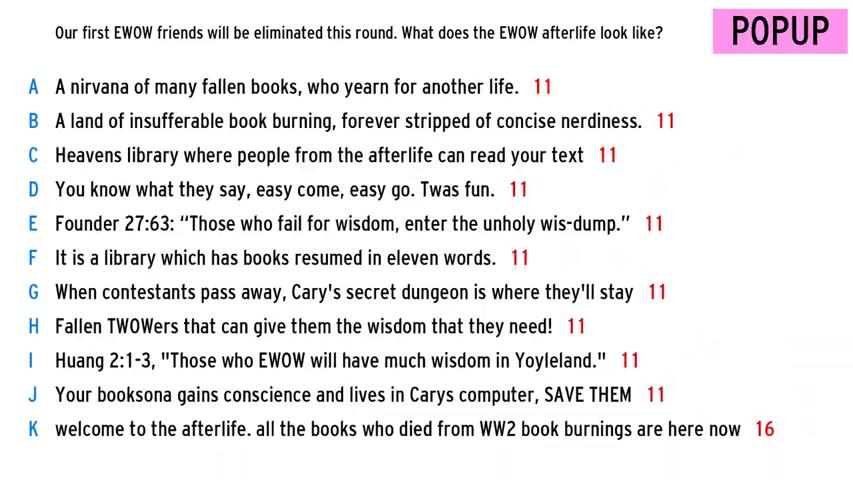 Our first EWOW friends will be eliminated this round. What does the EWOW afterlife look like?
POPUP
A A nirvana of many fallen books, who yearn for another life. 11
B A land of insufferable book burning, forever stripped of concise nerdiness. 11
C Heavens library where people from the afterlife can read your text 11
D You know what they say, easy come, easy go. Twas fun. 11
E Founder 27:63: “Those who fail for wisdom, enter the unholy wis-dump.” 11
F It is a library which has books resumed in eleven words. 11
G When contestants pass away, Cary's secret dungeon is where they'll stay 11
H Fallen TWOWers that can give them the wisdom that they need! 11
I Huang 2:1-3, "Those who EWOW will have much wisdom in Yoyleland." 11
J Your booksona gains conscience and lives in Carys computer, SAVE THEM 11
K welcome to the afterlife. all the books who died from WW2 book burnings are here now 16